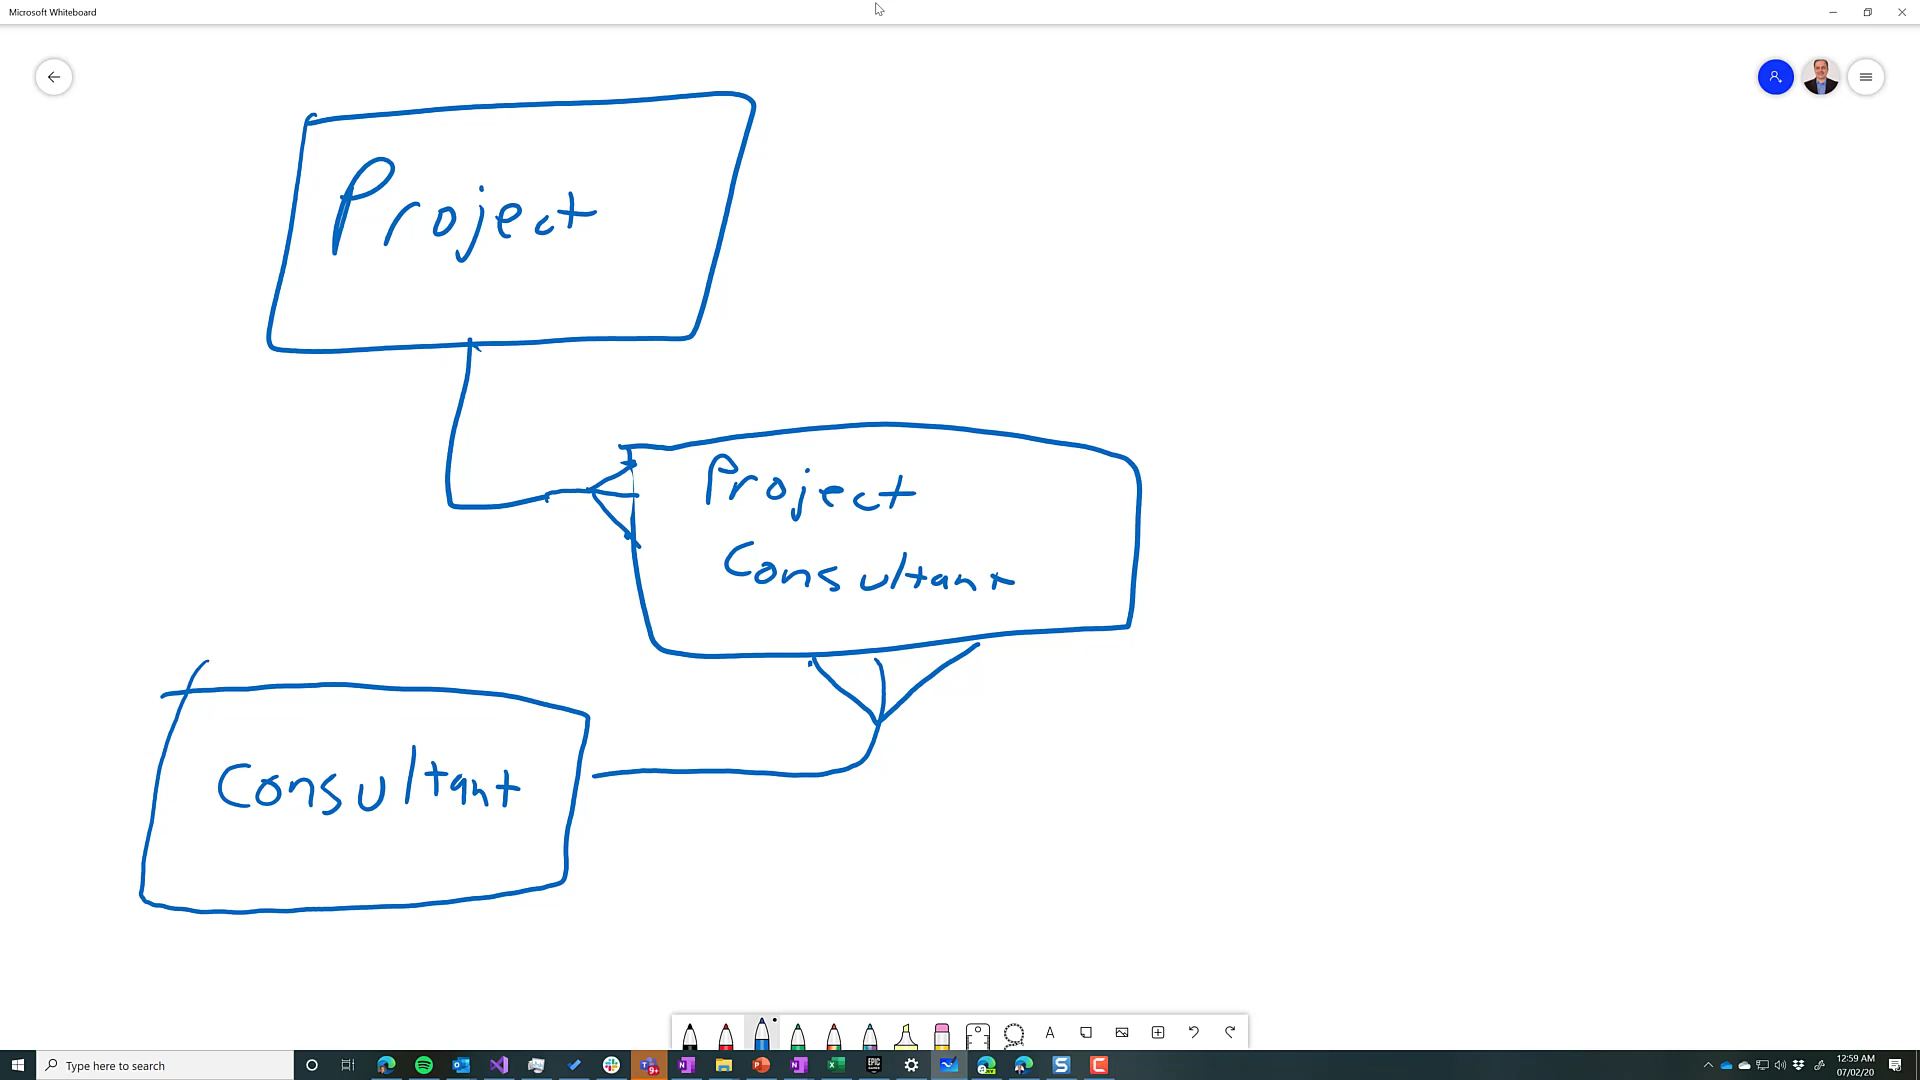 Microsoft Whiteboard
Project
Project
Consultant
Consultant
A
Type here to search
12:59 AM
07/02/20